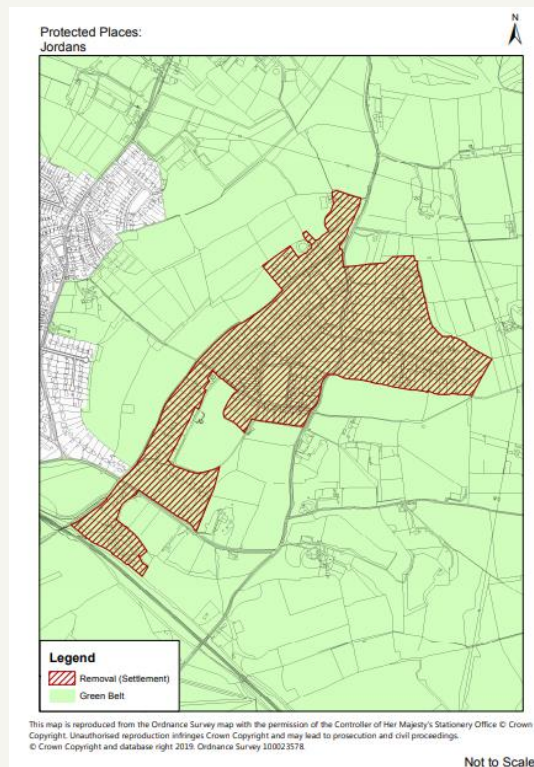 Protected Places:
Jordans
N
Legend
Removal (Settlement)
Green Belt
This map is reproduced from the Ordnance Survey map with the permission of the Controller of Her Majesty's Stationery Office © Crown
Copyright. Unauthorised reproduction infringes Crown Copyright and may lead to prosecution and civil proceedings.
© Crown Copyright and database right 2019. Ordnance Survey 100023578.
Not to Scale